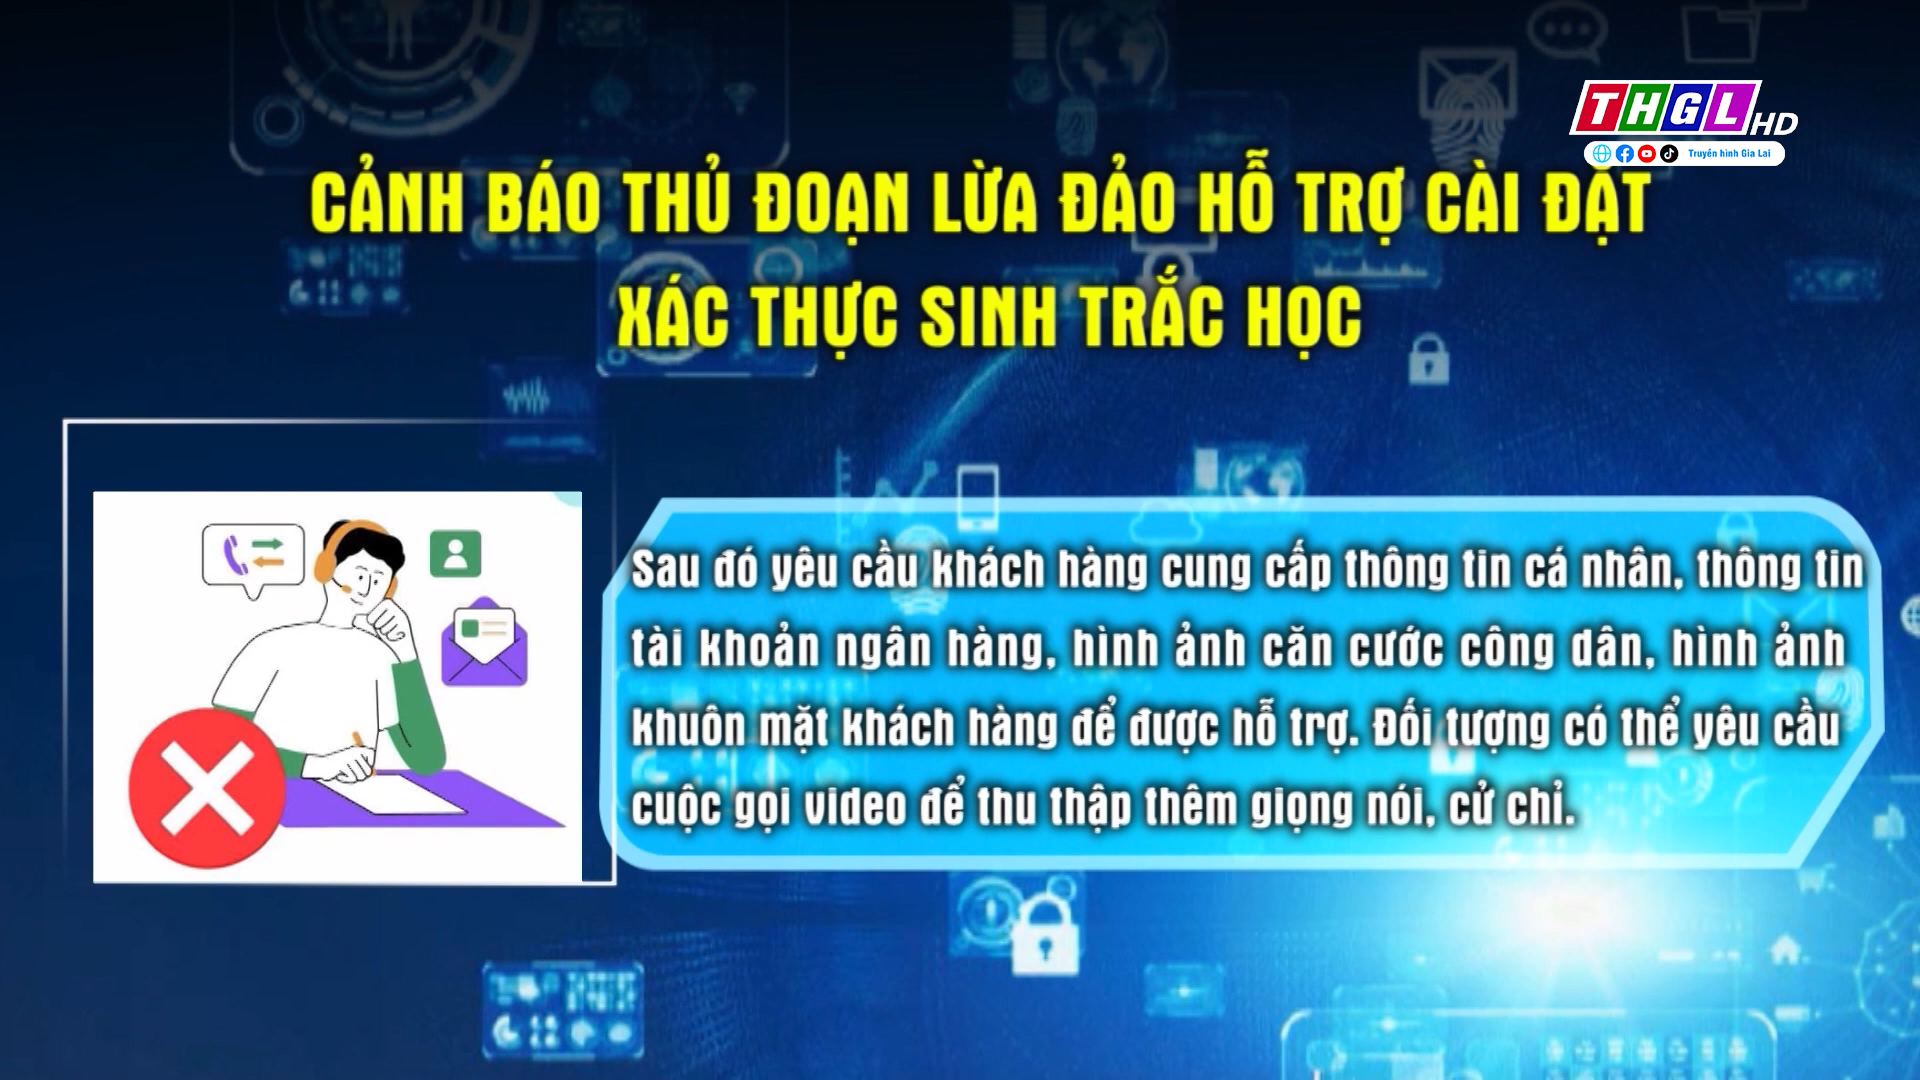 THGL HD
Truyền hình Gia Lai
CẢNH BÁO THỦ ĐOẠN LỪA ĐẢO HỖ TRỢ CÀI ĐẶT
XÁC THỰC SINH TRẮC HỌC
Sau đó yêu cầu khách hàng cung cấp thông tin cá nhân, thông tin
tài khoản ngân hàng, hình ảnh căn cước công dân, hình ảnh
khuôn mặt khách hàng để được hỗ trợ. Đối tượng có thể yêu cầu
cuộc gọi video để thu thập thêm giọng nói, cử chỉ.